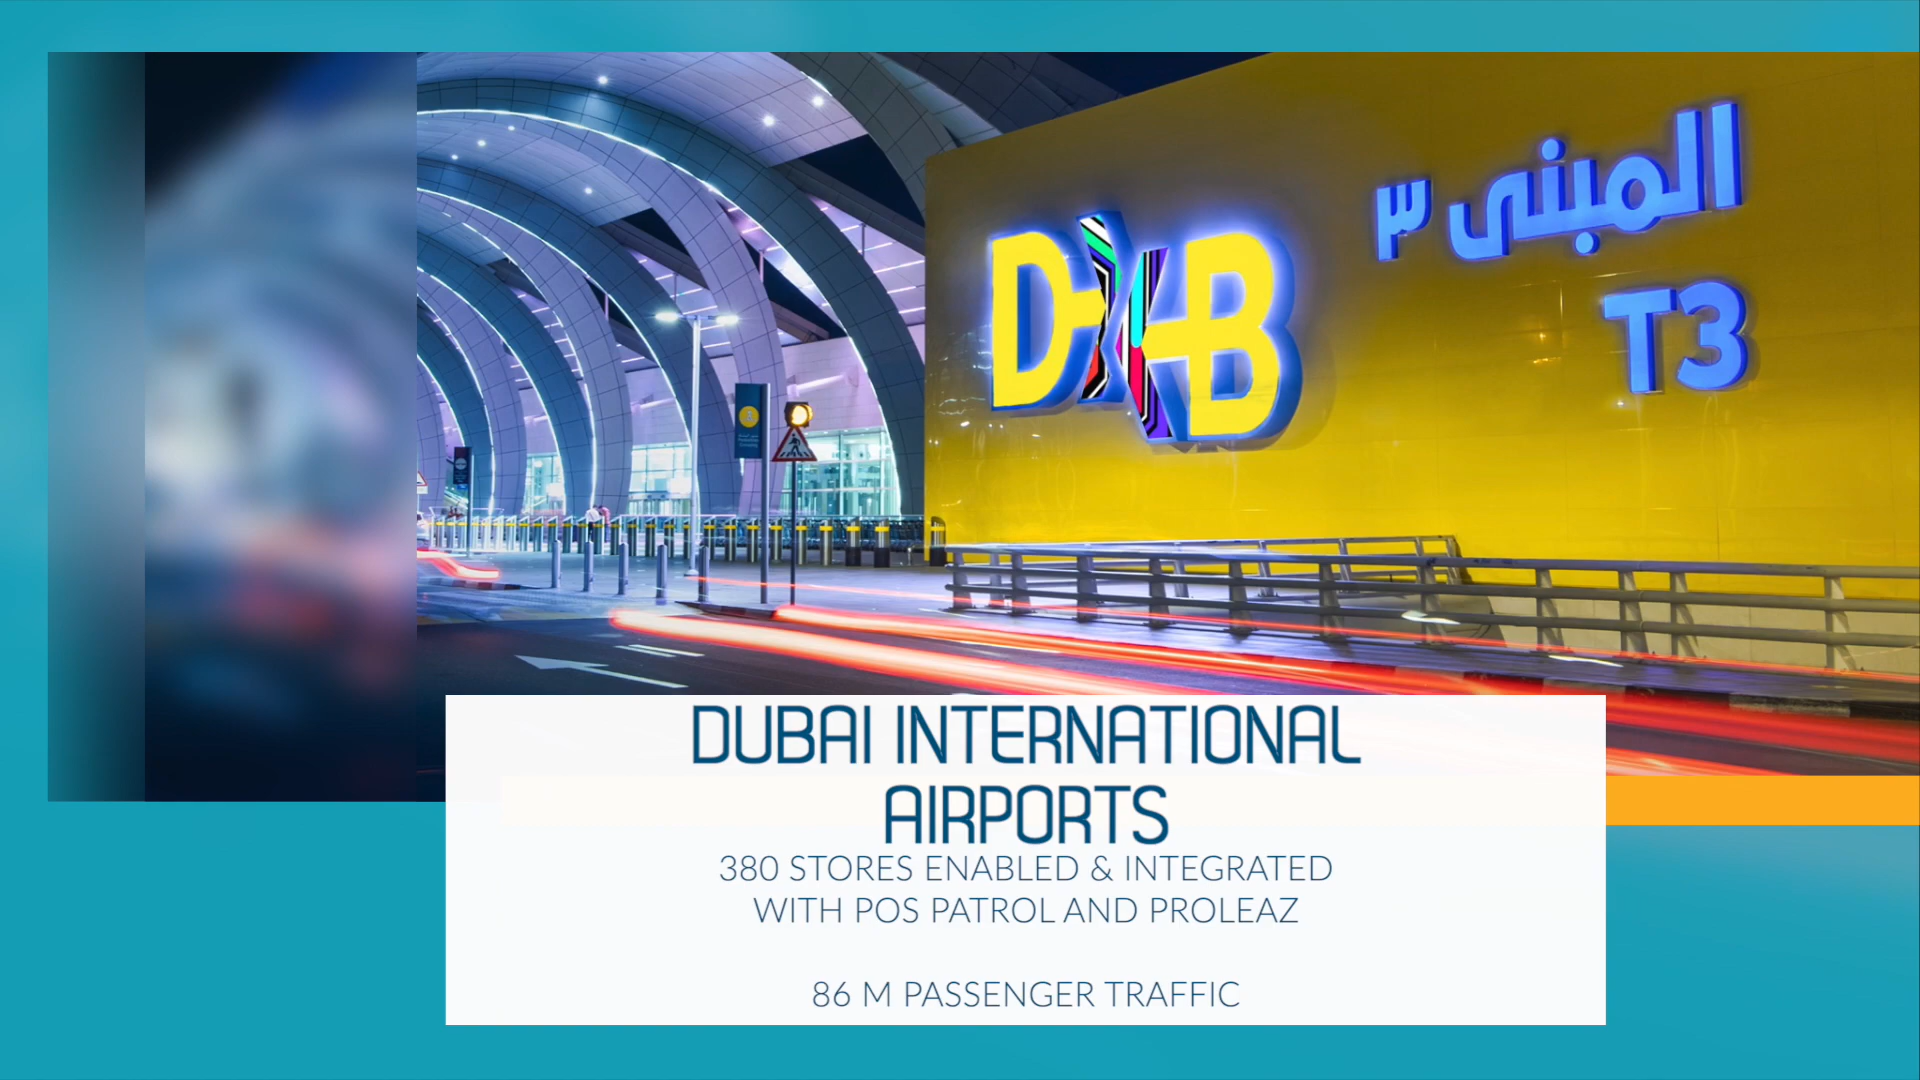 DXB
المبنى ٣
T3
DUBAI INTERNATIONAL
AIRPORTS
380 STORES ENABLED & INTEGRATED
WITH POS PATROL AND PROLEAZ
86 M PASSENGER TRAFFIC